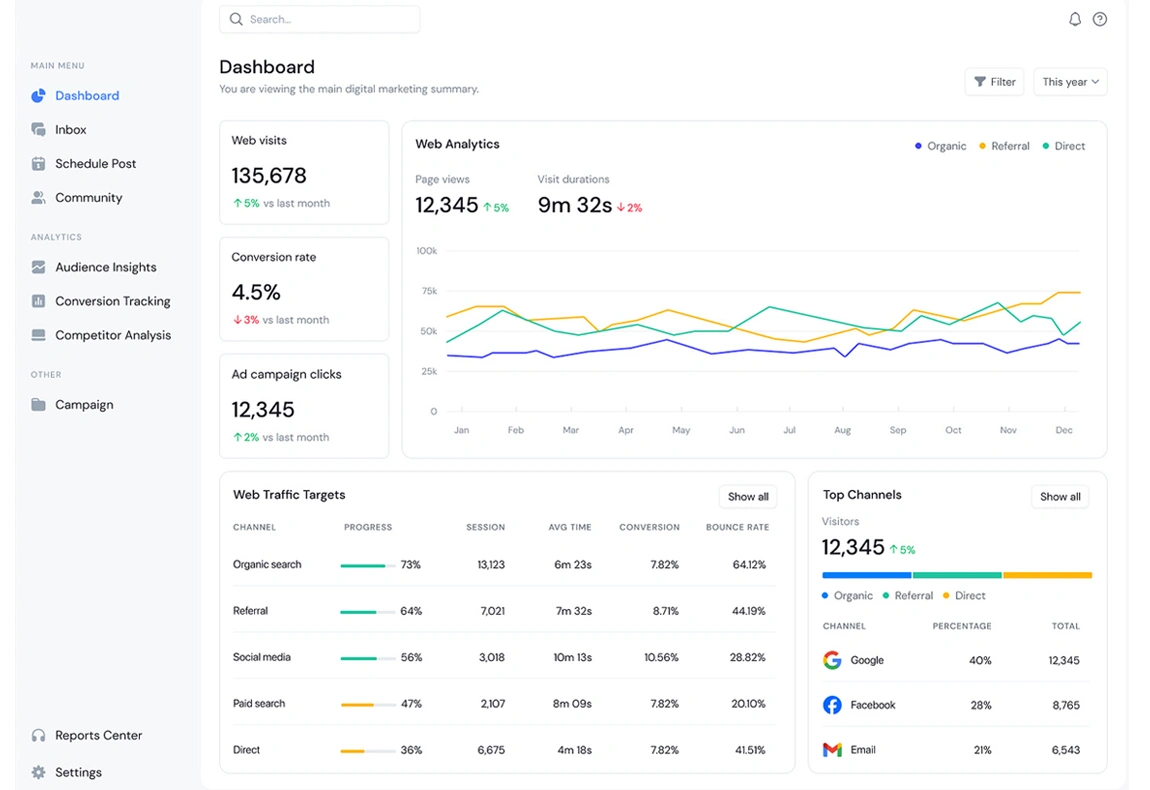 Search...
MAIN MENU
Dashboard
Inbox
Schedule Post
Community
ANALYTICS
Audience Insights
Conversion Tracking
Competitor Analysis
OTHER
Campaign
Reports Center
Settings
Dashboard
You are viewing the main digital marketing summary.
Filter
This year
Web visits
135,678
↑5% vs last month
Conversion rate
4.5%
↓3% vs last month
Ad campaign clicks
12,345
↑2% vs last month
Web Analytics
Organic Referral Direct
Page views Visit durations
12,345 ↑5% 9m 32s ↓2%
100k
75k
50k
25k
0
Jan Feb Mar Apr May Jun Jul Aug Sep Oct Nov Dec
Web Traffic Targets Show all
CHANNEL PROGRESS SESSION AVG TIME CONVERSION BOUNCE RATE
Organic search 73% 13,123 6m 23s 7.82% 64.12%
Referral 64% 7,021 7m 32s 8.71% 44.19%
Social media 56% 3,018 10m 13s 10.56% 28.82%
Paid search 47% 2,107 8m 09s 7.82% 20.10%
Direct 36% 6,675 4m 18s 7.82% 41.51%
Top Channels Show all
Visitors
12,345 ↑5%
Organic Referral Direct
CHANNEL PERCENTAGE TOTAL
Google 40% 12,345
Facebook 28% 8,765
Email 21% 6,543